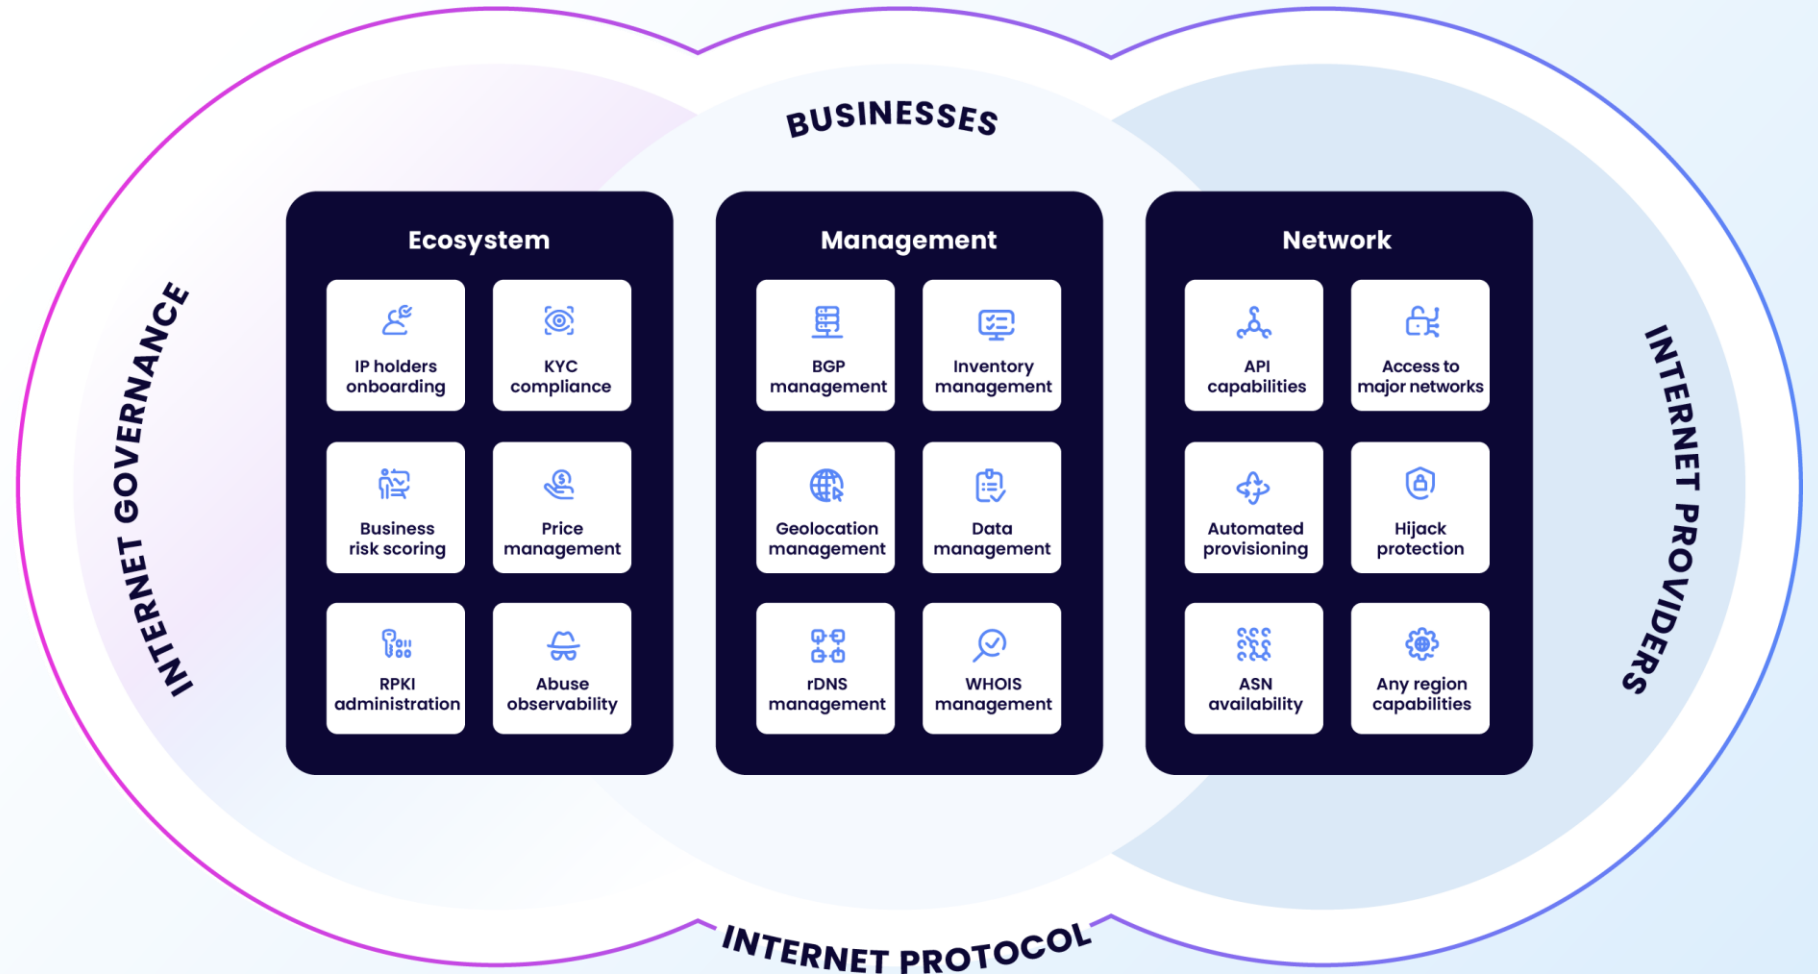 BUSINESSES
INTERNET GOVERNANCE
Ecosystem
IP holders
onboarding
KYC
compliance
Business
risk scoring
Price
management
RPKI
administration
Abuse
observability
Management
BGP
management
Inventory
management
Geolocation
management
Data
management
rDNS
management
WHOIS
management
Network
API
capabilities
Access to
major networks
Automated
provisioning
Hijack
protection
ASN
availability
Any region
capabilities
INTERNET PROVIDERS
INTERNET PROTOCOL